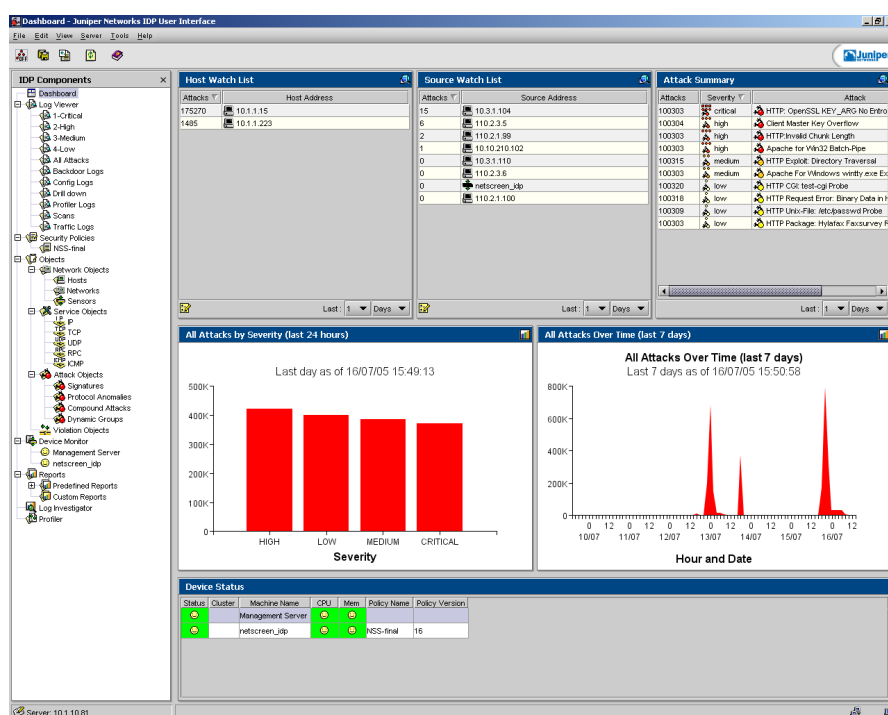 Dashboard - Juniper Networks IDP User Interface
File Edit View Server Tools Help
Juniper
IDP Components ×
Dashboard
Log Viewer
1-Critical
2-High
3-Medium
4-Low
All Attacks
Backdoor Logs
Config Logs
Drill down
Profiler Logs
Scans
Traffic Logs
Security Policies
NSS-final
Objects
Network Objects
Hosts
Networks
Sensors
Service Objects
IP
TCP
UDP
RPC
ICMP
Attack Objects
Signatures
Protocol Anomalies
Compound Attacks
Dynamic Groups
Violation Objects
Device Monitor
Management Server
netscreen_idp
Reports
Predefined Reports
Custom Reports
Log Investigator
Profiler
Host Watch List
Attacks Host Address
175270 10.1.1.15
1485 10.1.1.223
Last: 1 Days
Source Watch List
Attacks Source Address
15 10.3.1.104
6 110.2.3.5
2 110.2.1.99
1 10.10.210.102
0 10.3.1.110
0 110.2.3.6
0 netscreen_idp
0 110.2.1.100
Last: 1 Days
Attack Summary
Attacks Severity Attack
100303 critical HTTP: OpenSSL KEY_ARG No Entro
100304 high Client Master Key Overflow
100303 high HTTP:Invalid Chunk Length
100303 high Apache for Win32 Batch-Pipe
100315 medium HTTP Exploit: Directory Traversal
100303 medium Apache For Windows wintty.exe Ex
100320 low HTTP CGI: test-cgi Probe
100318 low HTTP Request Error: Binary Data in H
100309 low HTTP Unix-File: /etc/passwd Probe
100303 low HTTP Package: Hylafax Faxsurvey R
Last: 1 Days
All Attacks by Severity (last 24 hours)
Last day as of 16/07/05 15:49:13
500K
400K
300K
200K
100K
0
HIGH LOW MEDIUM CRITICAL
Severity
All Attacks Over Time (last 7 days)
All Attacks Over Time (last 7 days)
Last 7 days as of 16/07/05 15:50:58
800K
600K
400K
200K
0
0 12 0 12 0 12 0 12 0 12 0 12 0 12
10/07 11/07 12/07 13/07 14/07 15/07 16/07
Hour and Date
Device Status
Status Cluster Machine Name CPU Mem Policy Name Policy Version
Management Server
netscreen_idp NSS-final 16
Server: 10.1.10.81